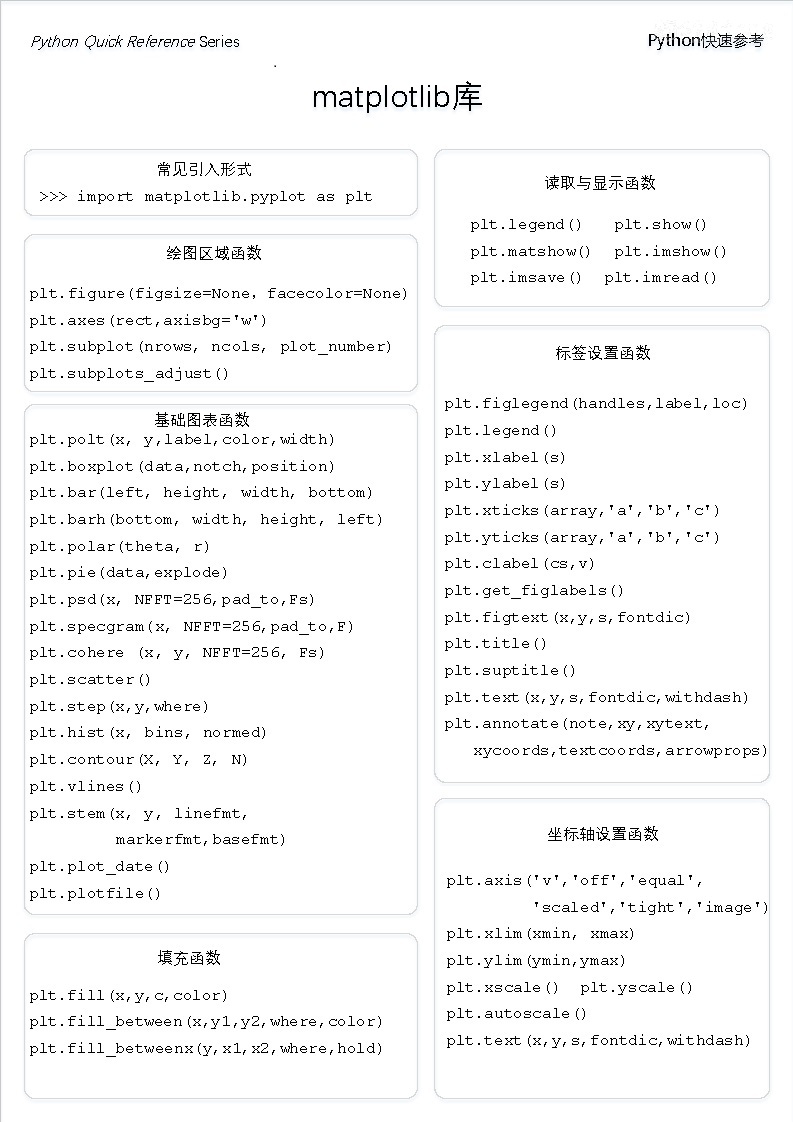 Python Quick Reference Series
Python快速参考
matplotlib库
常见引入形式
>>> import matplotlib.pyplot as plt
绘图区域函数
plt.figure(figsize=None, facecolor=None)
plt.axes(rect,axisbg='w')
plt.subplot(nrows, ncols, plot_number)
plt.subplots_adjust()
基础图表函数
plt.polt(x, y,label,color,width)
plt.boxplot(data,notch,position)
plt.bar(left, height, width, bottom)
plt.barh(bottom, width, height, left)
plt.polar(theta, r)
plt.pie(data,explode)
plt.psd(x, NFFT=256,pad_to,Fs)
plt.specgram(x, NFFT=256,pad_to,F)
plt.cohere (x, y, NFFT=256, Fs)
plt.scatter()
plt.step(x,y,where)
plt.hist(x, bins, normed)
plt.contour(X, Y, Z, N)
plt.vlines()
plt.stem(x, y, linefmt,
markerfmt,basefmt)
plt.plot_date()
plt.plotfile()
填充函数
plt.fill(x,y,c,color)
plt.fill_between(x,y1,y2,where,color)
plt.fill_betweenx(y,x1,x2,where,hold)
读取与显示函数
plt.legend() plt.show()
plt.matshow() plt.imshow()
plt.imsave() plt.imread()
标签设置函数
plt.figlegend(handles,label,loc)
plt.legend()
plt.xlabel(s)
plt.ylabel(s)
plt.xticks(array,'a','b','c')
plt.yticks(array,'a','b','c')
plt.clabel(cs,v)
plt.get_figlabels()
plt.figtext(x,y,s,fontdic)
plt.title()
plt.suptitle()
plt.text(x,y,s,fontdic,withdash)
plt.annotate(note,xy,xytext,
xycoords,textcoords,arrowprops)
坐标轴设置函数
plt.axis('v','off','equal',
'scaled','tight','image')
plt.xlim(xmin, xmax)
plt.ylim(ymin,ymax)
plt.xscale() plt.yscale()
plt.autoscale()
plt.text(x,y,s,fontdic,withdash)